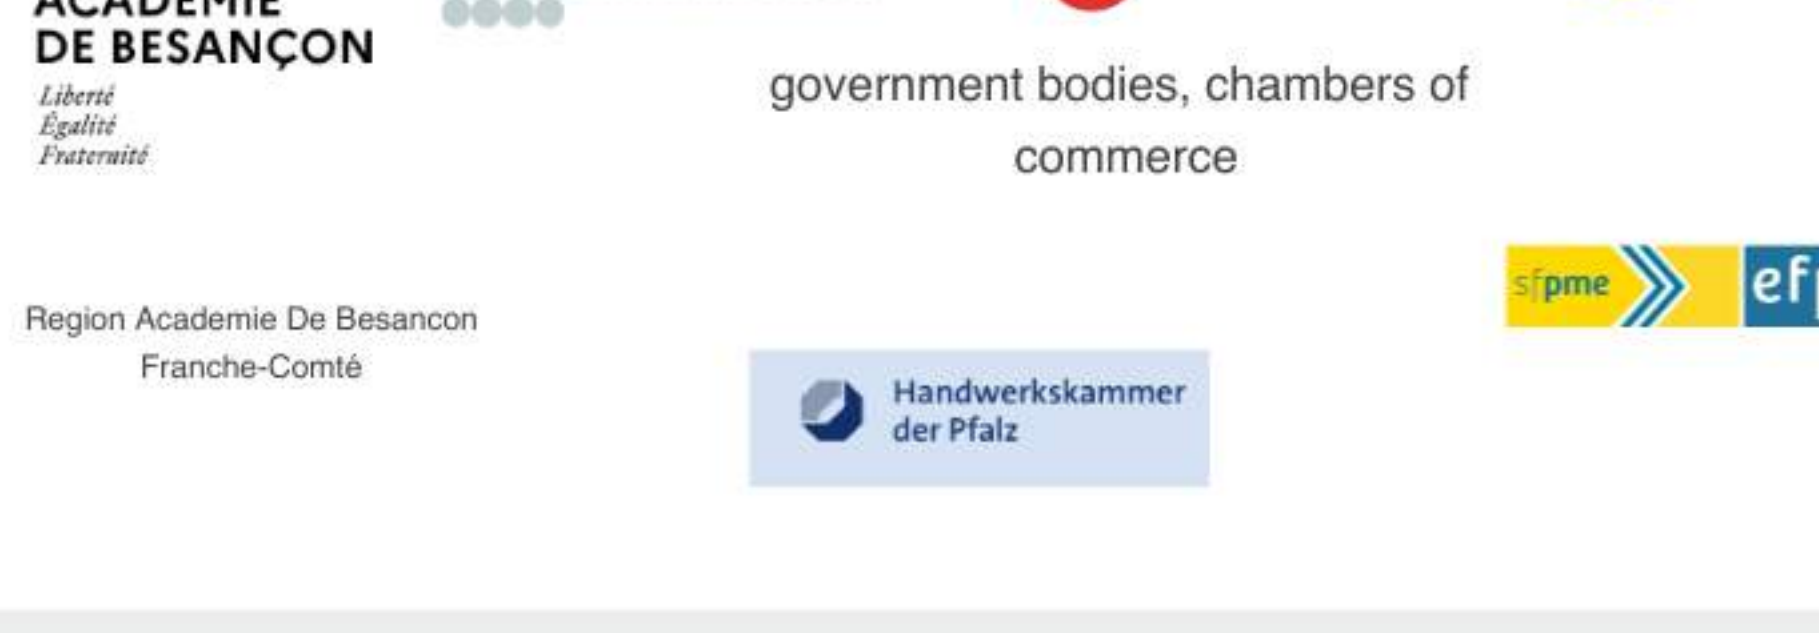 ACADÉMIE
DE BESANÇON
Liberté
Égalité
Fraternité
government bodies, chambers of
commerce
Region Academie De Besancon
Franche-Comté
sfpme
Handwerkskammer
der Pfalz